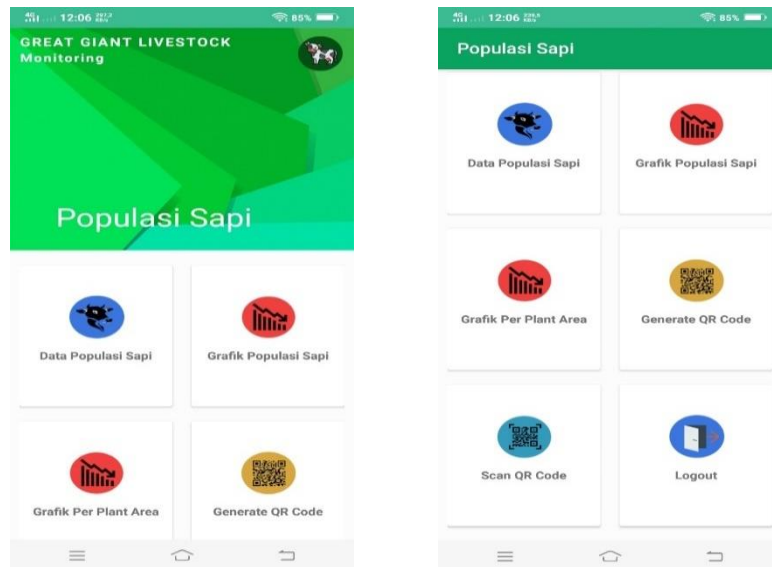 12:06
85%
GREAT GIANT LIVESTOCK
Monitoring
Populasi Sapi
Data Populasi Sapi
Grafik Populasi Sapi
Grafik Per Plant Area
Generate QR Code
12:06
85%
Populasi Sapi
Data Populasi Sapi
Grafik Populasi Sapi
Grafik Per Plant Area
Generate QR Code
Scan QR Code
Logout